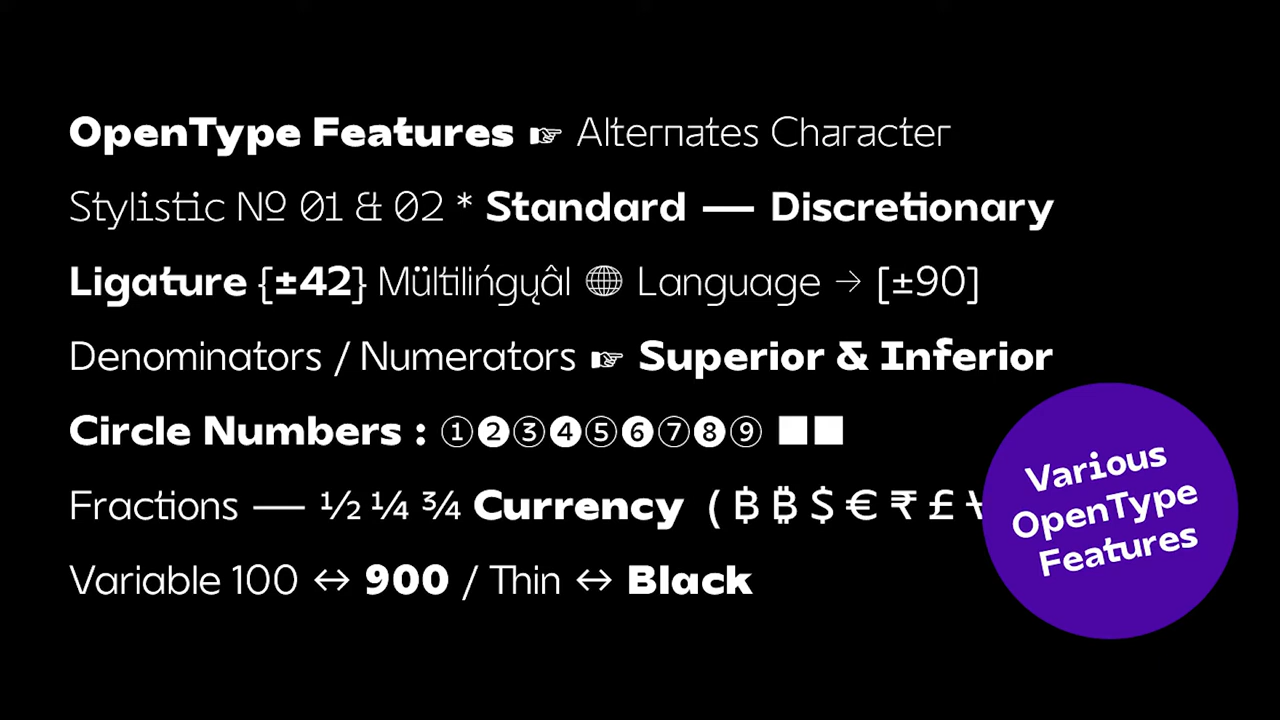 OpenType Features ☞ Alternates Character
Stylistic Nº 01 & 02 * Standard — Discretionary
Ligature {±42} Mültilińgųâl 🌐 Language → [±90]
Denominators / Numerators ☞ Superior & Inferior
Circle Numbers : ①❷③❹⑤❻⑦❽⑨ ■■
Fractions — ½ ¼ ¾ Currency ( ฿ ₿ $ € ₹ £
Variable 100 ↔ 900 / Thin ↔ Black
Various
OpenType
Features